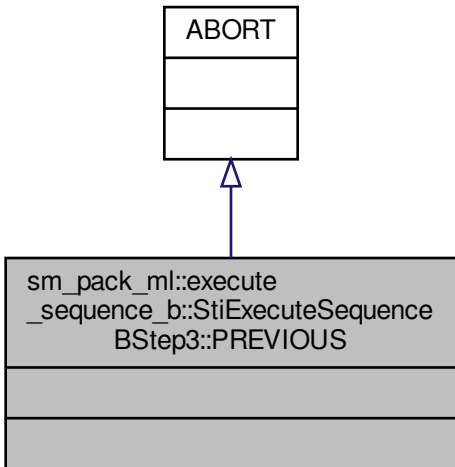 ABORT
sm_pack_ml::execute
_sequence_b::StiExecuteSequence
BStep3::PREVIOUS